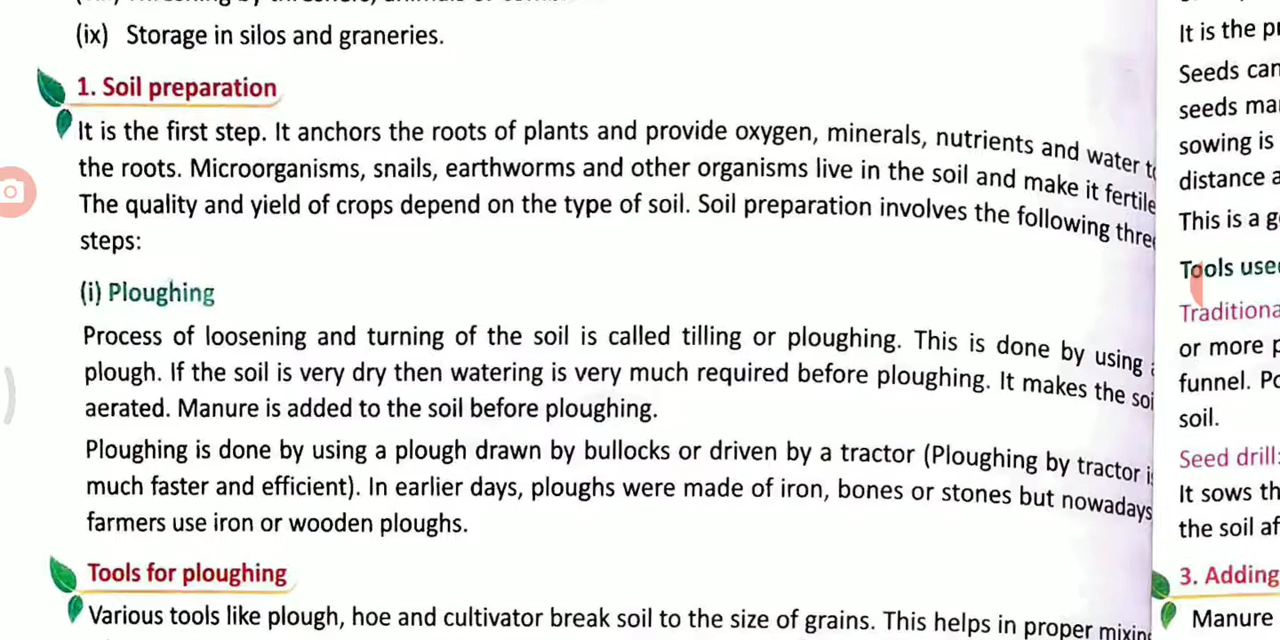 (ix) Storage in silos and graneries.
1. Soil preparation
It is the first step. It anchors the roots of plants and provide oxygen, minerals, nutrients and water
the roots. Microorganisms, snails, earthworms and other organisms live in the soil and make it fertile
The quality and yield of crops depend on the type of soil. Soil preparation involves the following
steps:
(i) Ploughing
Process of loosening and turning of the soil is called tilling or ploughing. This is done by using
plough. If the soil is very dry then watering is very much required before ploughing. It makes the
aerated. Manure is added to the soil before ploughing.
Ploughing is done by using a plough drawn by bullocks or driven by a tractor (Ploughing by tractor
much faster and efficient). In earlier days, ploughs were made of iron, bones or stones but nowadays
farmers use iron or wooden ploughs.
Tools for ploughing
Various tools like plough, hoe and cultivator break soil to the size of grains. This helps in proper
It is the
Seeds can
seeds
sowing is
distance
This is a
Tools
or more
funnel.
soil.
Seed drill:
It sows
the soil
3. Adding
Manure